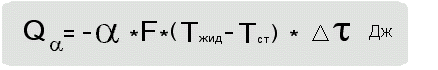 Qα = -α *F*(Tжид-Tст) * △τ Дж